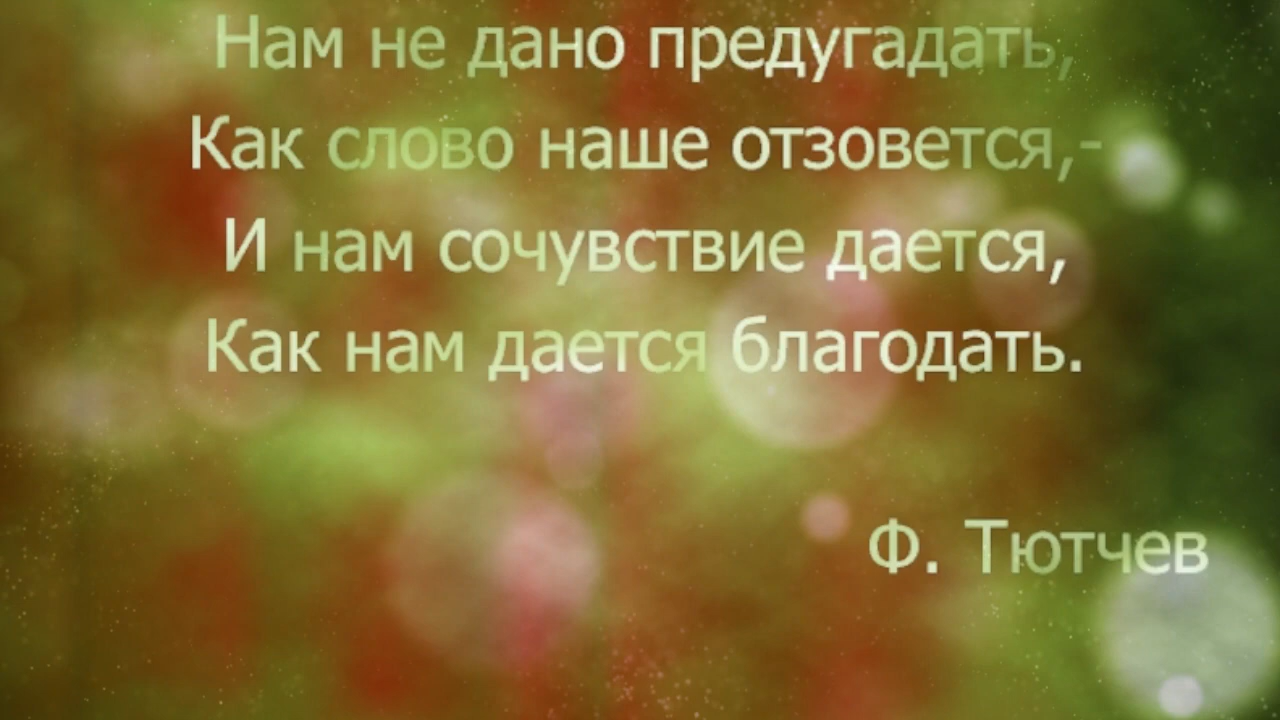 Нам не дано предугадать,
Как слово наше отзовется,-
И нам сочувствие дается,
Как нам дается благодать.
Ф. Тютчев